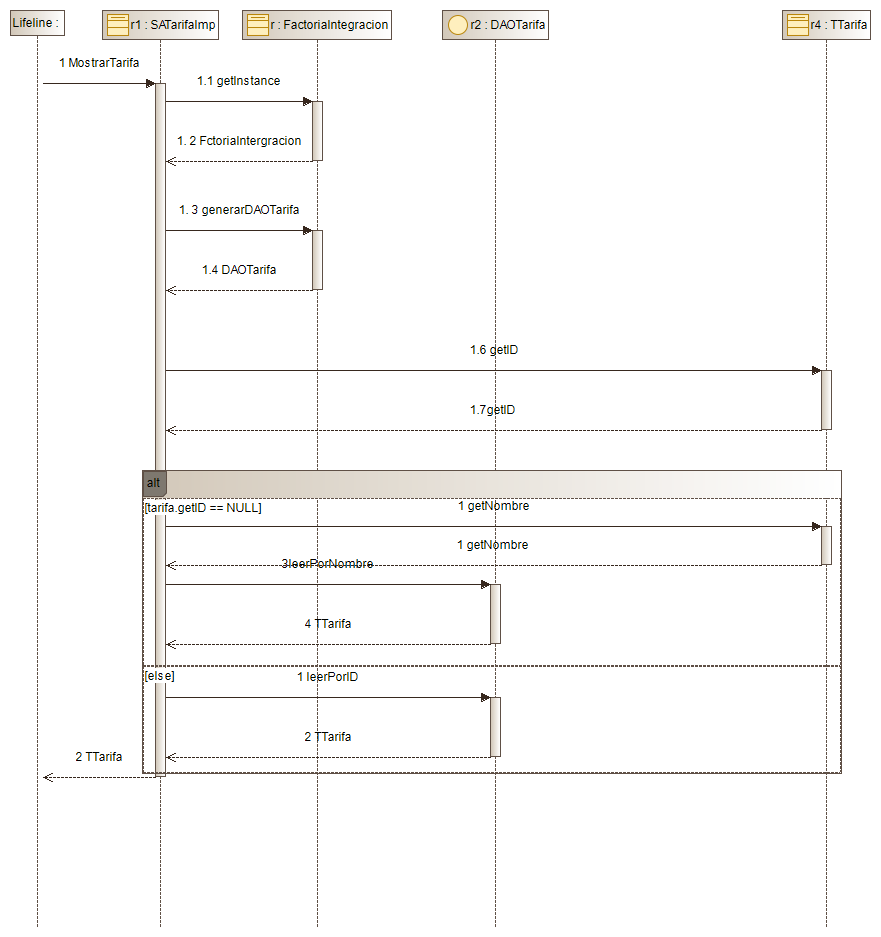 Lifeline :
r1 : SATarifaImp
r : FactoriaIntegracion
r2 : DAOTarifa
r4 : TTarifa
1 MostrarTarifa
1.1 getInstance
1. 2 FctoriaIntergracion
1. 3 generarDAOTarifa
1.4 DAOTarifa
1.6 getID
1.7getID
alt
[tarifa.getID == NULL]
1 getNombre
1 getNombre
3leerPorNombre
4 TTarifa
[else]
1 leerPorID
2 TTarifa
2 TTarifa